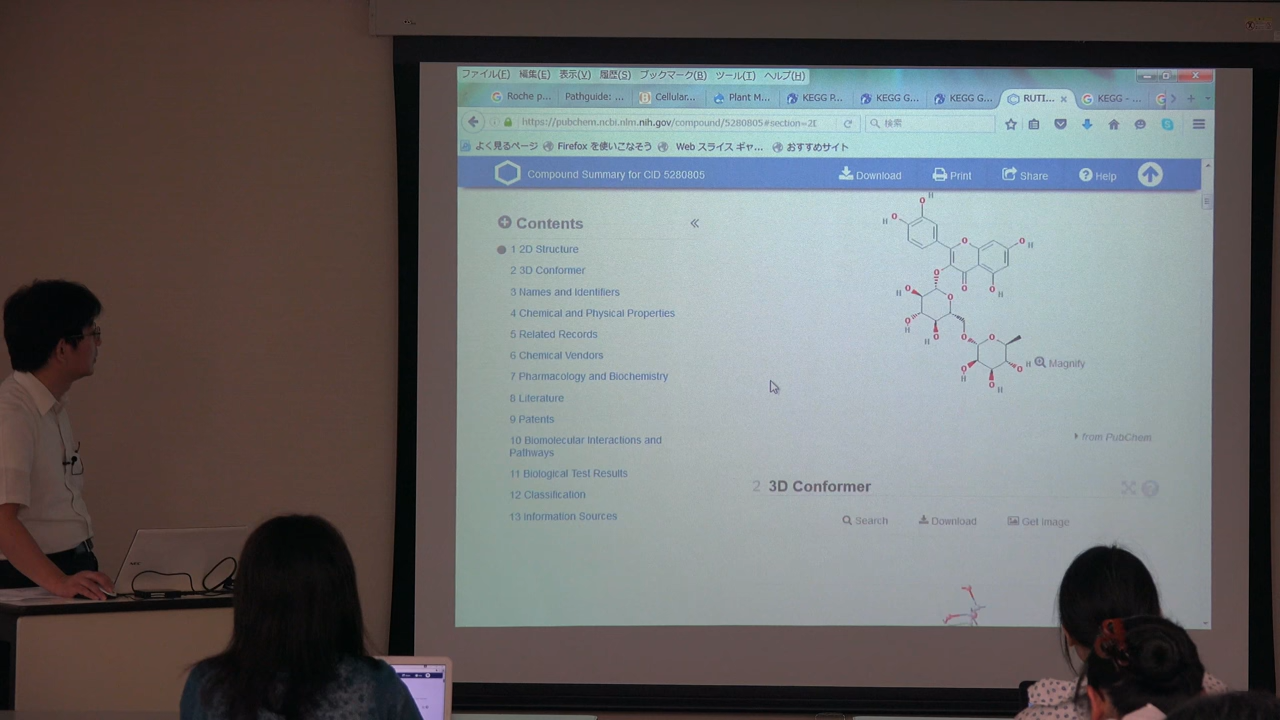 ファイル(F) 編集(E) 表示(V) 履歴(S) ブックマーク(B) ツール(T) ヘルプ(H)
Roche p... Pathguide: ... Cellular... Plant M... KEGG P... KEGG G... KEGG G... RUTI... KEGG - ...
https://pubchem.ncbi.nlm.nih.gov/compound/5280805#section=2D 検索
よく見るページ Firefox を使いこなそう Web スライス ギャ... おすすめサイト
Compound Summary for CID 5280805 Download Print Share Help
Contents
1 2D Structure
2 3D Conformer
3 Names and Identifiers
4 Chemical and Physical Properties
5 Related Records
6 Chemical Vendors
7 Pharmacology and Biochemistry
8 Literature
9 Patents
10 Biomolecular Interactions and
Pathways
11 Biological Test Results
12 Classification
13 Information Sources
Magnify
from PubChem
2 3D Conformer
Search Download Get Image
NEC